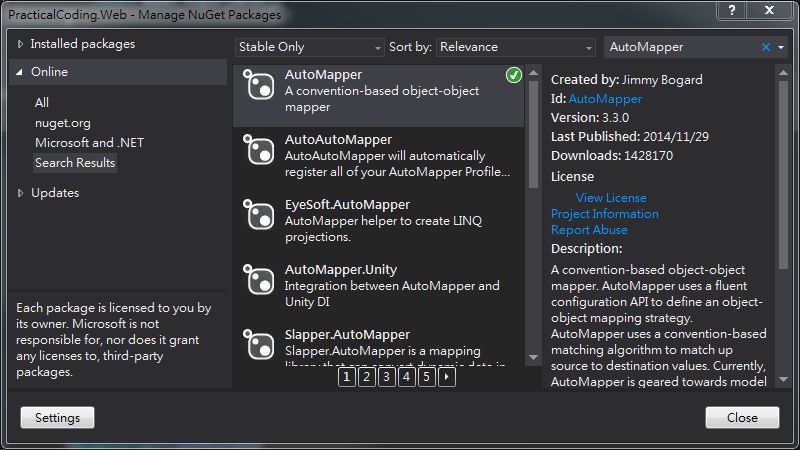 PracticalCoding.Web - Manage NuGet Packages
Installed packages
Online
All
nuget.org
Microsoft and .NET
Search Results
Updates
Each package is licensed to you by
its owner. Microsoft is not
responsible for, nor does it grant
any licenses to, third-party
packages.
Stable Only
Sort by: Relevance
AutoMapper
AutoMapper
A convention-based object-object
mapper
AutoAutoMapper
AutoAutoMapper will automatically
register all of your AutoMapper Profile...
EyeSoft.AutoMapper
AutoMapper helper to create LINQ
projections.
AutoMapper.Unity
Integration between AutoMapper and
Unity DI
Slapper.AutoMapper
Slapper.AutoMapper is a mapping
library that can convert dynamic data in
1 2 3 4 5
Created by: Jimmy Bogard
Id: AutoMapper
Version: 3.3.0
Last Published: 2014/11/29
Downloads: 1428170
License
View License
Project Information
Report Abuse
Description:
A convention-based object-object
mapper. AutoMapper uses a fluent
configuration API to define an object-
object mapping strategy.
AutoMapper uses a convention-based
matching algorithm to match up
source to destination values. Currently,
AutoMapper is geared towards model
Settings
Close